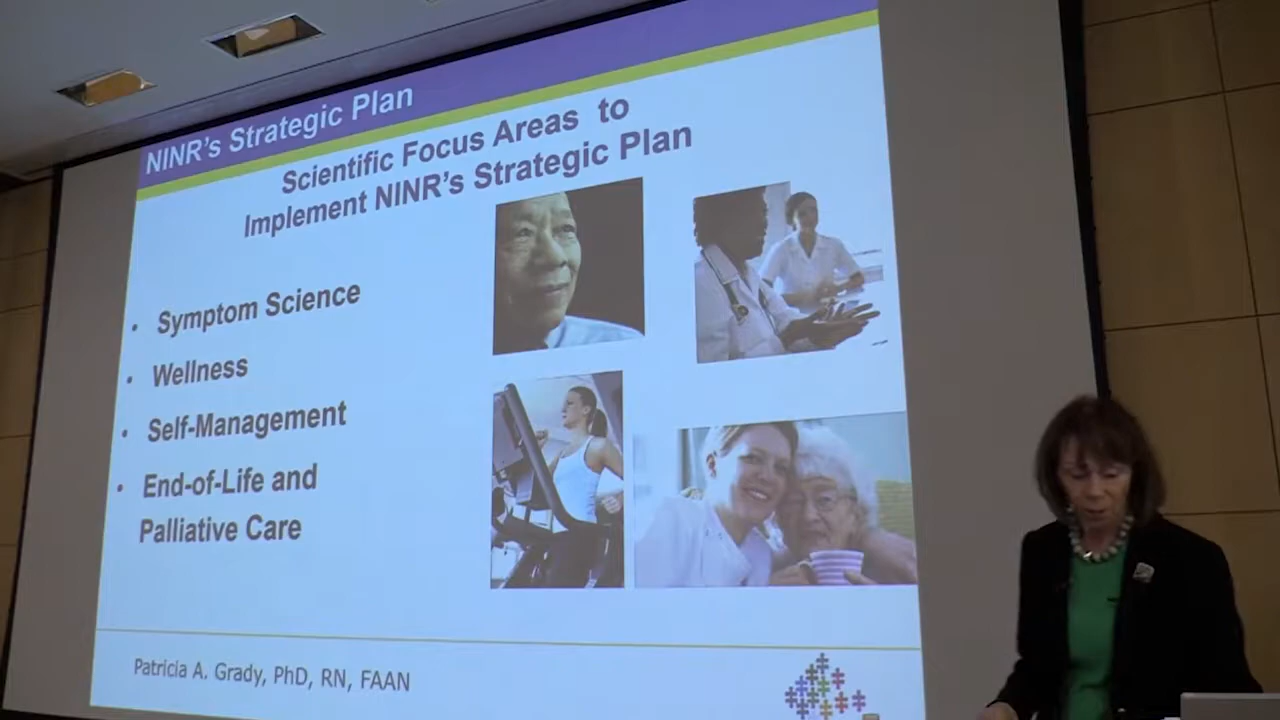 NINR's Strategic Plan
Scientific Focus Areas to
Implement NINR's Strategic Plan
• Symptom Science
• Wellness
• Self-Management
• End-of-Life and
Palliative Care
Patricia A. Grady, PhD, RN, FAAN